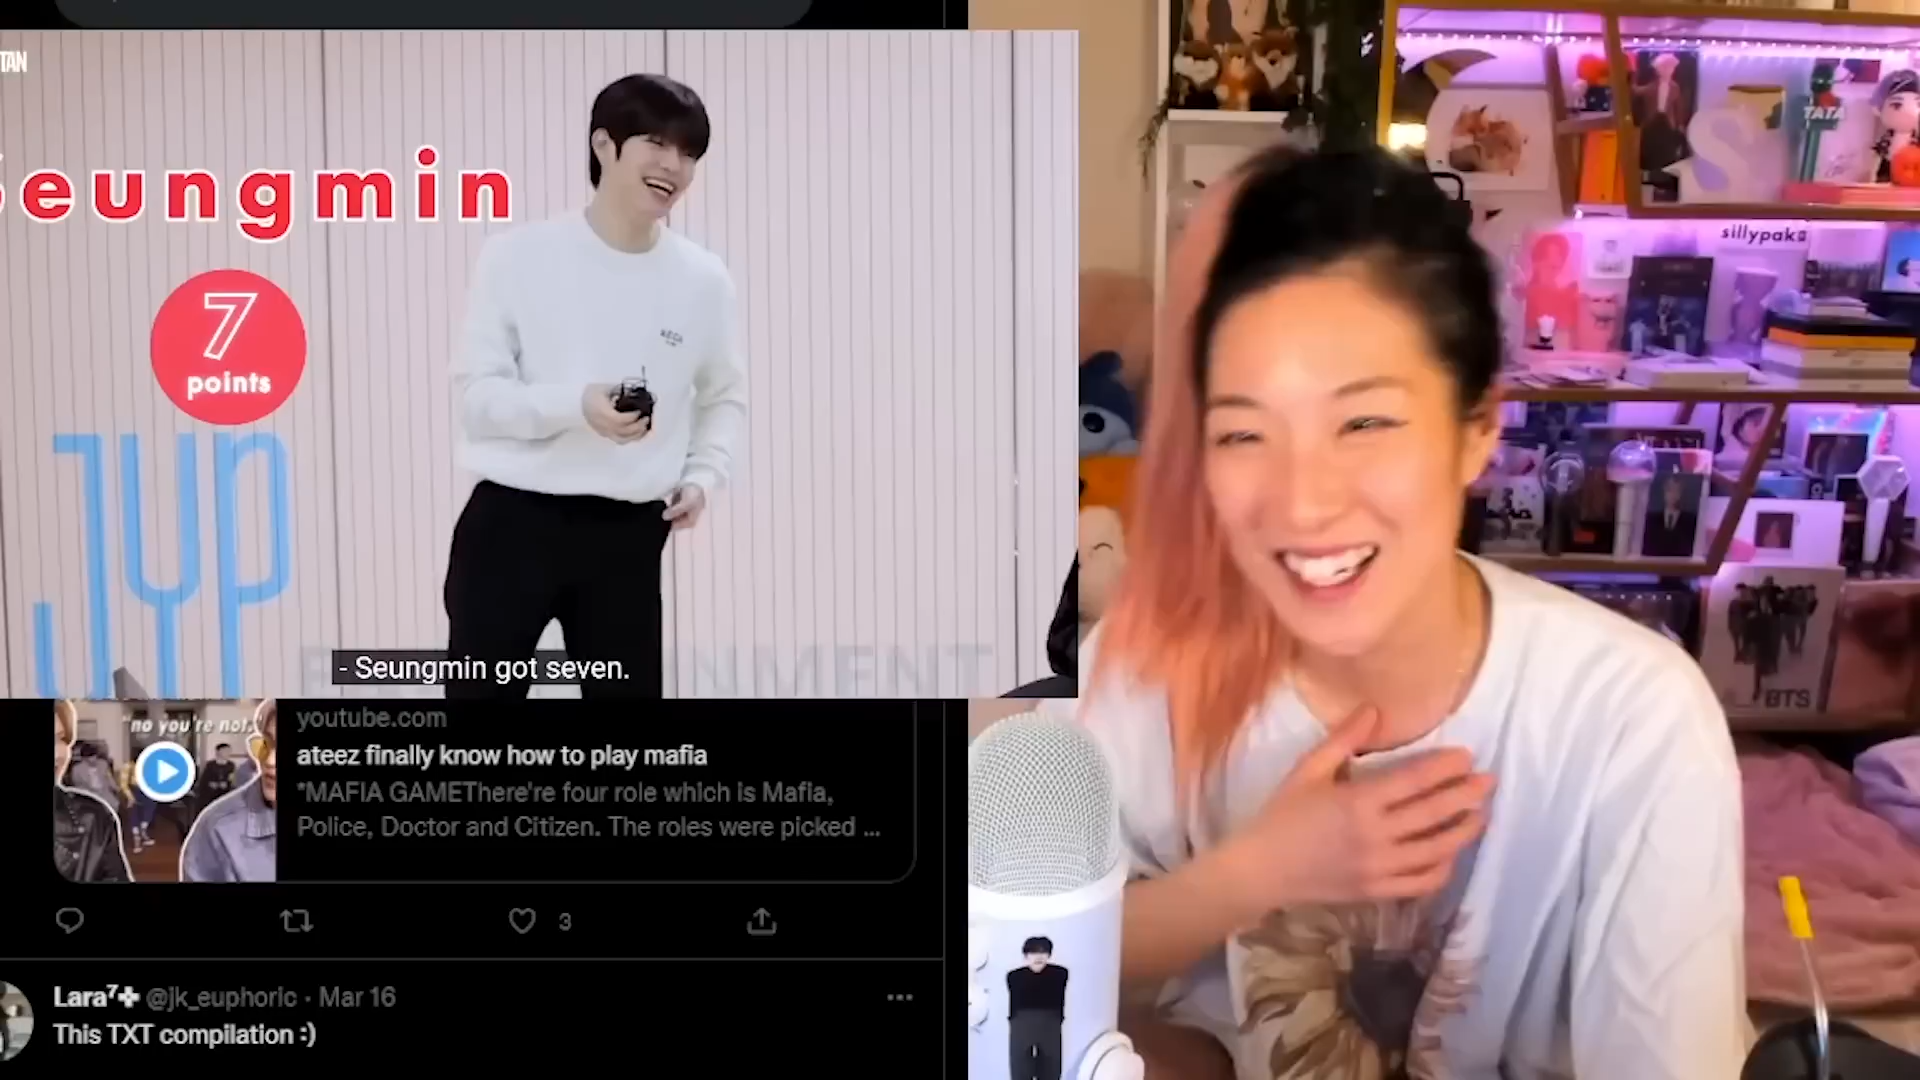 TAN
Seungmin
7
points
JYP
- Seungmin got seven.
"no you're not."
youtube.com
ateez finally know how to play mafia
*MAFIA GAMEThere're four role which is Mafia,
Police, Doctor and Citizen. The roles were picked ...
3
Lara⁷✢ @jk_euphoric · Mar 16
This TXT compilation :)
TATA
sillypak
BTS